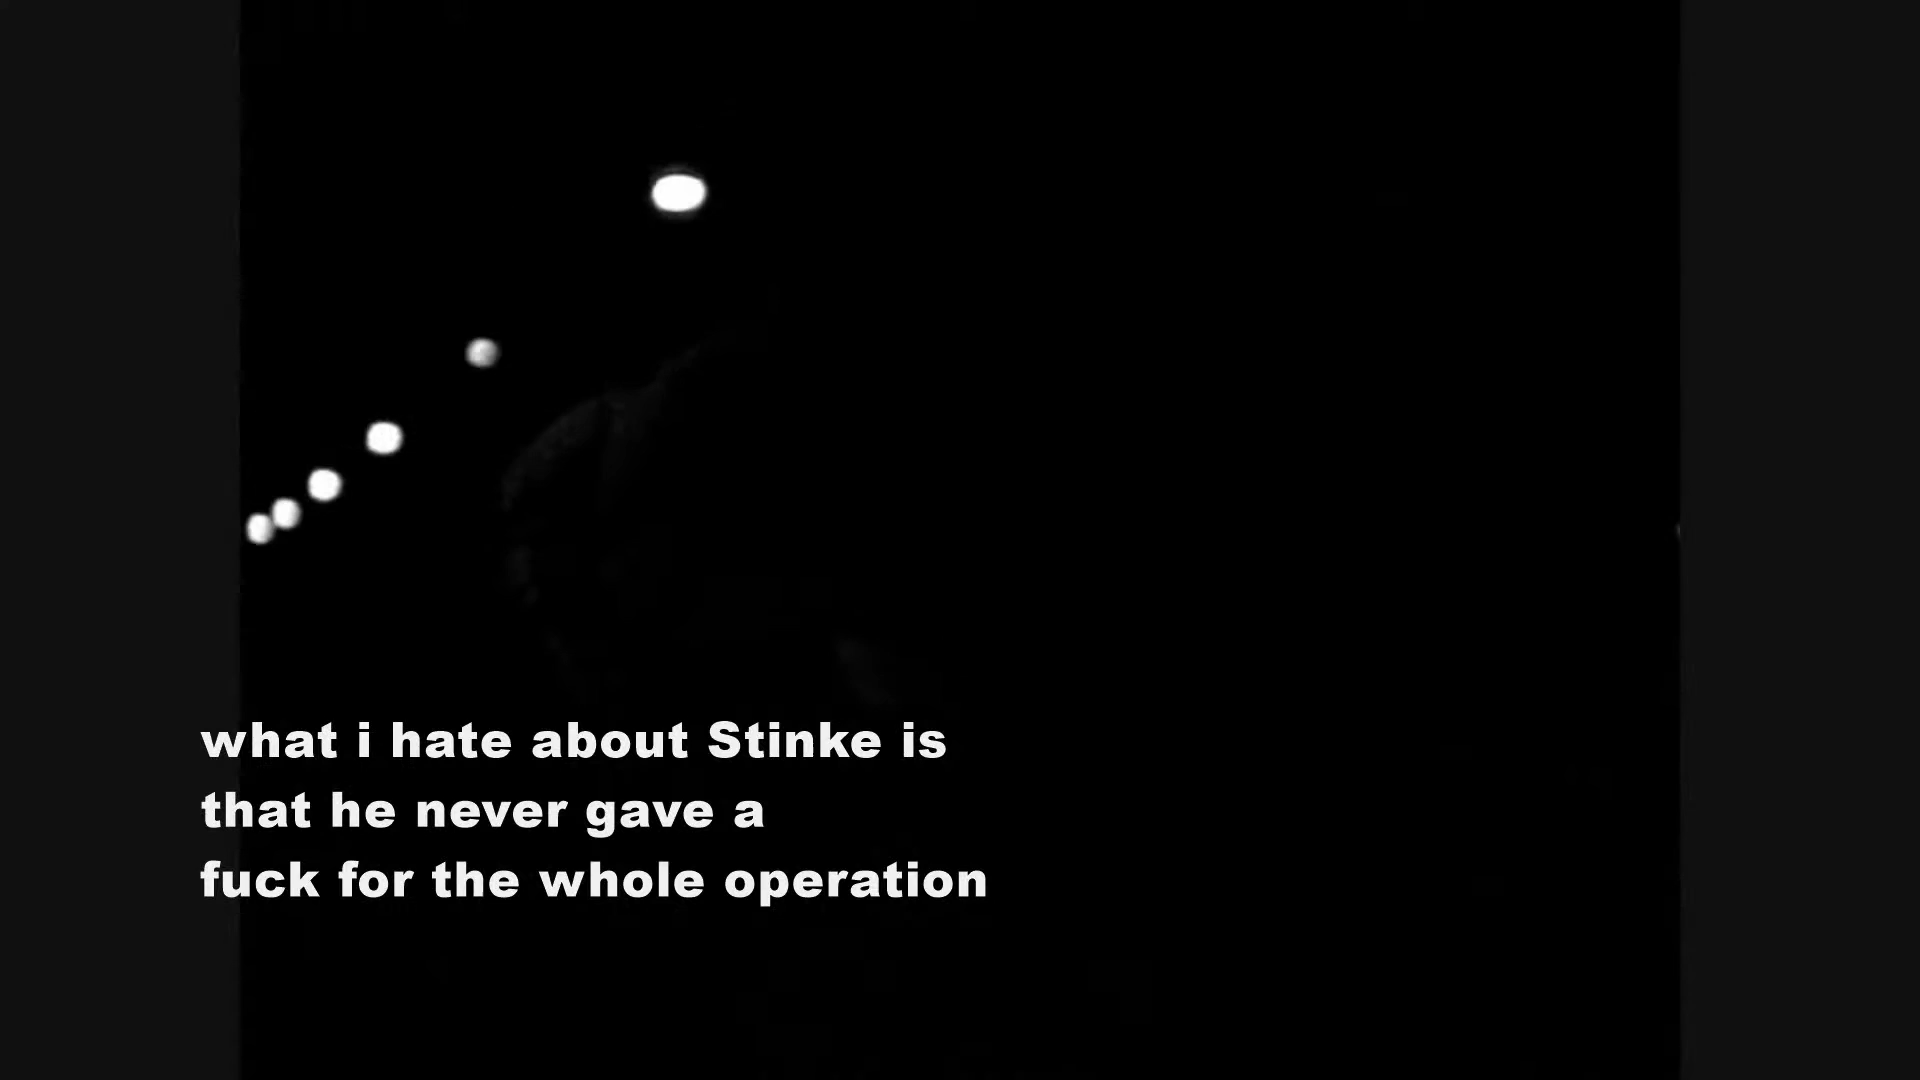 what i hate about Stinke is
that he never gave a
fuck for the whole operation